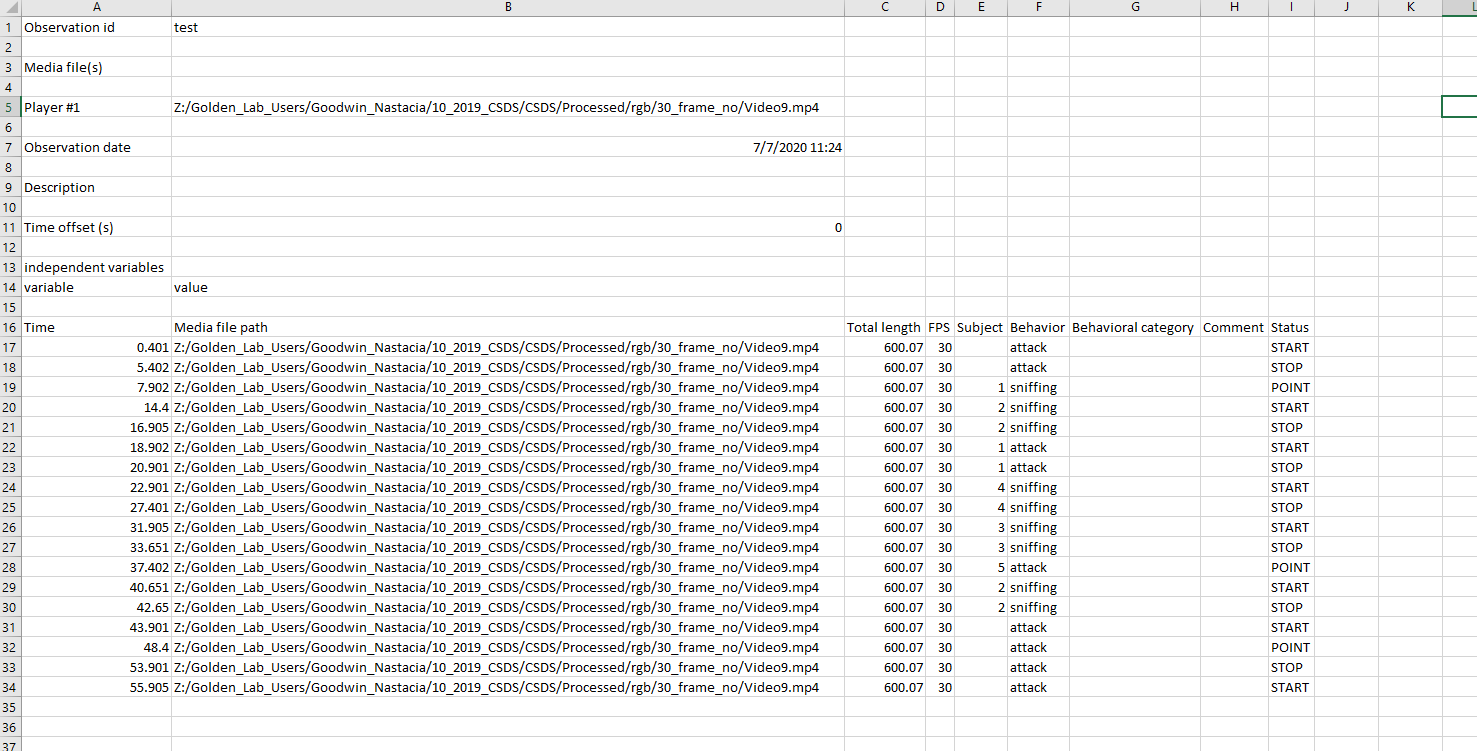 A B C D E F G H I J K L
1 Observation id test
2
3 Media file(s)
4
5 Player #1 Z:/Golden_Lab_Users/Goodwin_Nastacia/10_2019_CSDS/CSDS/Processed/rgb/30_frame_no/Video9.mp4
6
7 Observation date 7/7/2020 11:24
8
9 Description
10
11 Time offset (s) 0
12
13 independent variables
14 variable value
15
16 Time Media file path Total length FPS Subject Behavior Behavioral category Comment Status
17 0.401 Z:/Golden_Lab_Users/Goodwin_Nastacia/10_2019_CSDS/CSDS/Processed/rgb/30_frame_no/Video9.mp4 600.07 30 attack START
18 5.402 Z:/Golden_Lab_Users/Goodwin_Nastacia/10_2019_CSDS/CSDS/Processed/rgb/30_frame_no/Video9.mp4 600.07 30 attack STOP
19 7.902 Z:/Golden_Lab_Users/Goodwin_Nastacia/10_2019_CSDS/CSDS/Processed/rgb/30_frame_no/Video9.mp4 600.07 30 1 sniffing POINT
20 14.4 Z:/Golden_Lab_Users/Goodwin_Nastacia/10_2019_CSDS/CSDS/Processed/rgb/30_frame_no/Video9.mp4 600.07 30 2 sniffing START
21 16.905 Z:/Golden_Lab_Users/Goodwin_Nastacia/10_2019_CSDS/CSDS/Processed/rgb/30_frame_no/Video9.mp4 600.07 30 2 sniffing STOP
22 18.902 Z:/Golden_Lab_Users/Goodwin_Nastacia/10_2019_CSDS/CSDS/Processed/rgb/30_frame_no/Video9.mp4 600.07 30 1 attack START
23 20.901 Z:/Golden_Lab_Users/Goodwin_Nastacia/10_2019_CSDS/CSDS/Processed/rgb/30_frame_no/Video9.mp4 600.07 30 1 attack STOP
24 22.901 Z:/Golden_Lab_Users/Goodwin_Nastacia/10_2019_CSDS/CSDS/Processed/rgb/30_frame_no/Video9.mp4 600.07 30 4 sniffing START
25 27.401 Z:/Golden_Lab_Users/Goodwin_Nastacia/10_2019_CSDS/CSDS/Processed/rgb/30_frame_no/Video9.mp4 600.07 30 4 sniffing STOP
26 31.905 Z:/Golden_Lab_Users/Goodwin_Nastacia/10_2019_CSDS/CSDS/Processed/rgb/30_frame_no/Video9.mp4 600.07 30 3 sniffing START
27 33.651 Z:/Golden_Lab_Users/Goodwin_Nastacia/10_2019_CSDS/CSDS/Processed/rgb/30_frame_no/Video9.mp4 600.07 30 3 sniffing STOP
28 37.402 Z:/Golden_Lab_Users/Goodwin_Nastacia/10_2019_CSDS/CSDS/Processed/rgb/30_frame_no/Video9.mp4 600.07 30 5 attack POINT
29 40.651 Z:/Golden_Lab_Users/Goodwin_Nastacia/10_2019_CSDS/CSDS/Processed/rgb/30_frame_no/Video9.mp4 600.07 30 2 sniffing START
30 42.65 Z:/Golden_Lab_Users/Goodwin_Nastacia/10_2019_CSDS/CSDS/Processed/rgb/30_frame_no/Video9.mp4 600.07 30 2 sniffing STOP
31 43.901 Z:/Golden_Lab_Users/Goodwin_Nastacia/10_2019_CSDS/CSDS/Processed/rgb/30_frame_no/Video9.mp4 600.07 30 attack START
32 48.4 Z:/Golden_Lab_Users/Goodwin_Nastacia/10_2019_CSDS/CSDS/Processed/rgb/30_frame_no/Video9.mp4 600.07 30 attack POINT
33 53.901 Z:/Golden_Lab_Users/Goodwin_Nastacia/10_2019_CSDS/CSDS/Processed/rgb/30_frame_no/Video9.mp4 600.07 30 attack STOP
34 55.905 Z:/Golden_Lab_Users/Goodwin_Nastacia/10_2019_CSDS/CSDS/Processed/rgb/30_frame_no/Video9.mp4 600.07 30 attack START
35
36
37